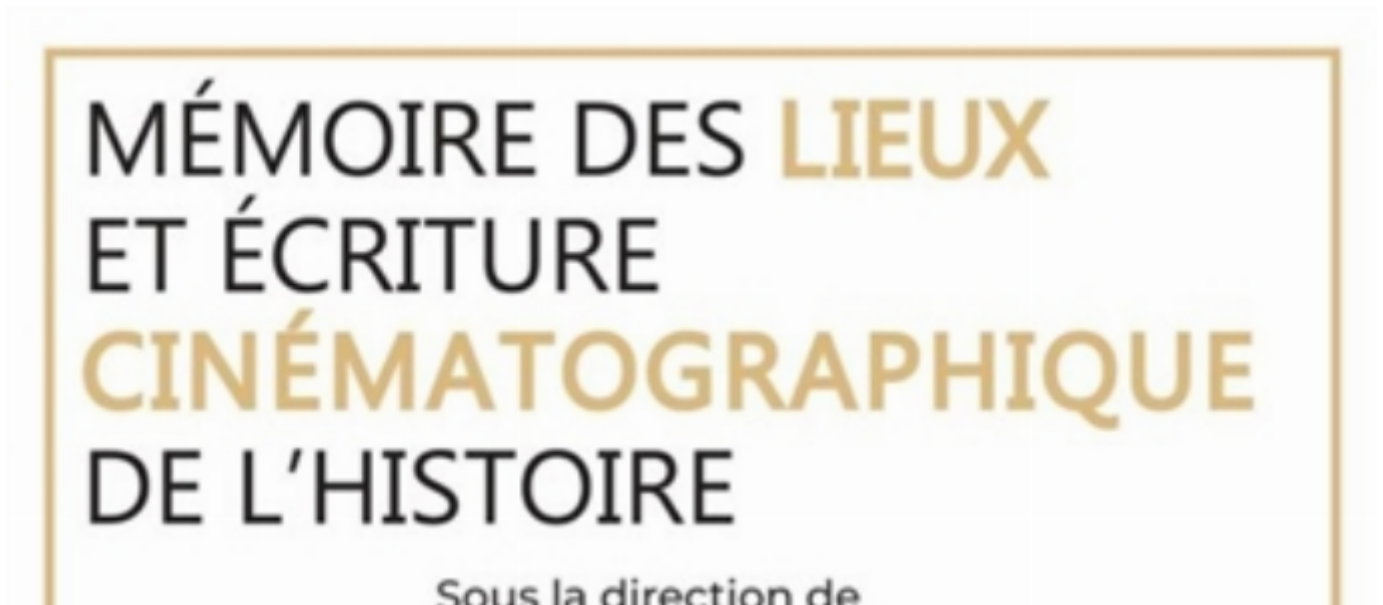 MÉMOIRE DES LIEUX
ET ÉCRITURE
CINÉMATOGRAPHIQUE
DE L’HISTOIRE
Sous la direction de